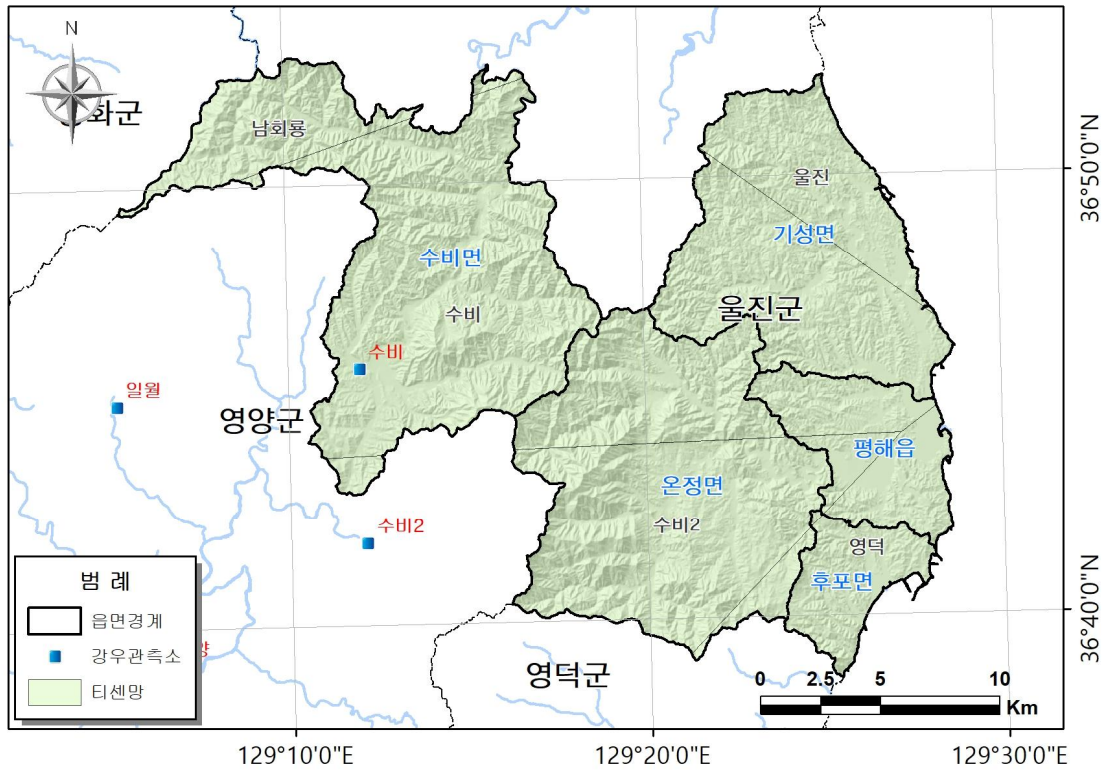 N
화군
남회룡
울진
36°50'0"N
기성면
수비면
울진군
수비
수비
일월
영양군
평해읍
온정면
수비2
수비2
영덕
후포면
범 례
읍면경계
강우관측소
티센망
양
영덕군
36°40'0"N
0 2.5 5 10
Km
129°10'0"E 129°20'0"E 129°30'0"E